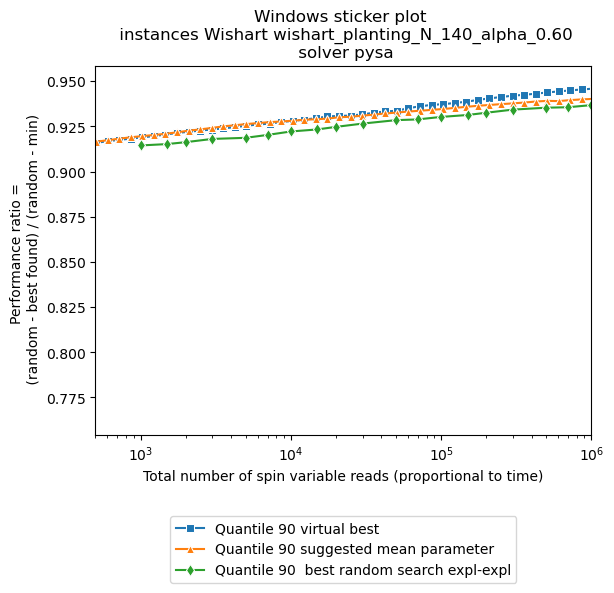 Windows sticker plot
instances Wishart wishart_planting_N_140_alpha_0.60
solver pysa
Performance ratio =
(random - best found) / (random - min)
0.950
0.925
0.900
0.875
0.850
0.825
0.800
0.775
10³
10⁴
10⁵
10⁶
Total number of spin variable reads (proportional to time)
Quantile 90 virtual best
Quantile 90 suggested mean parameter
Quantile 90  best random search expl-expl